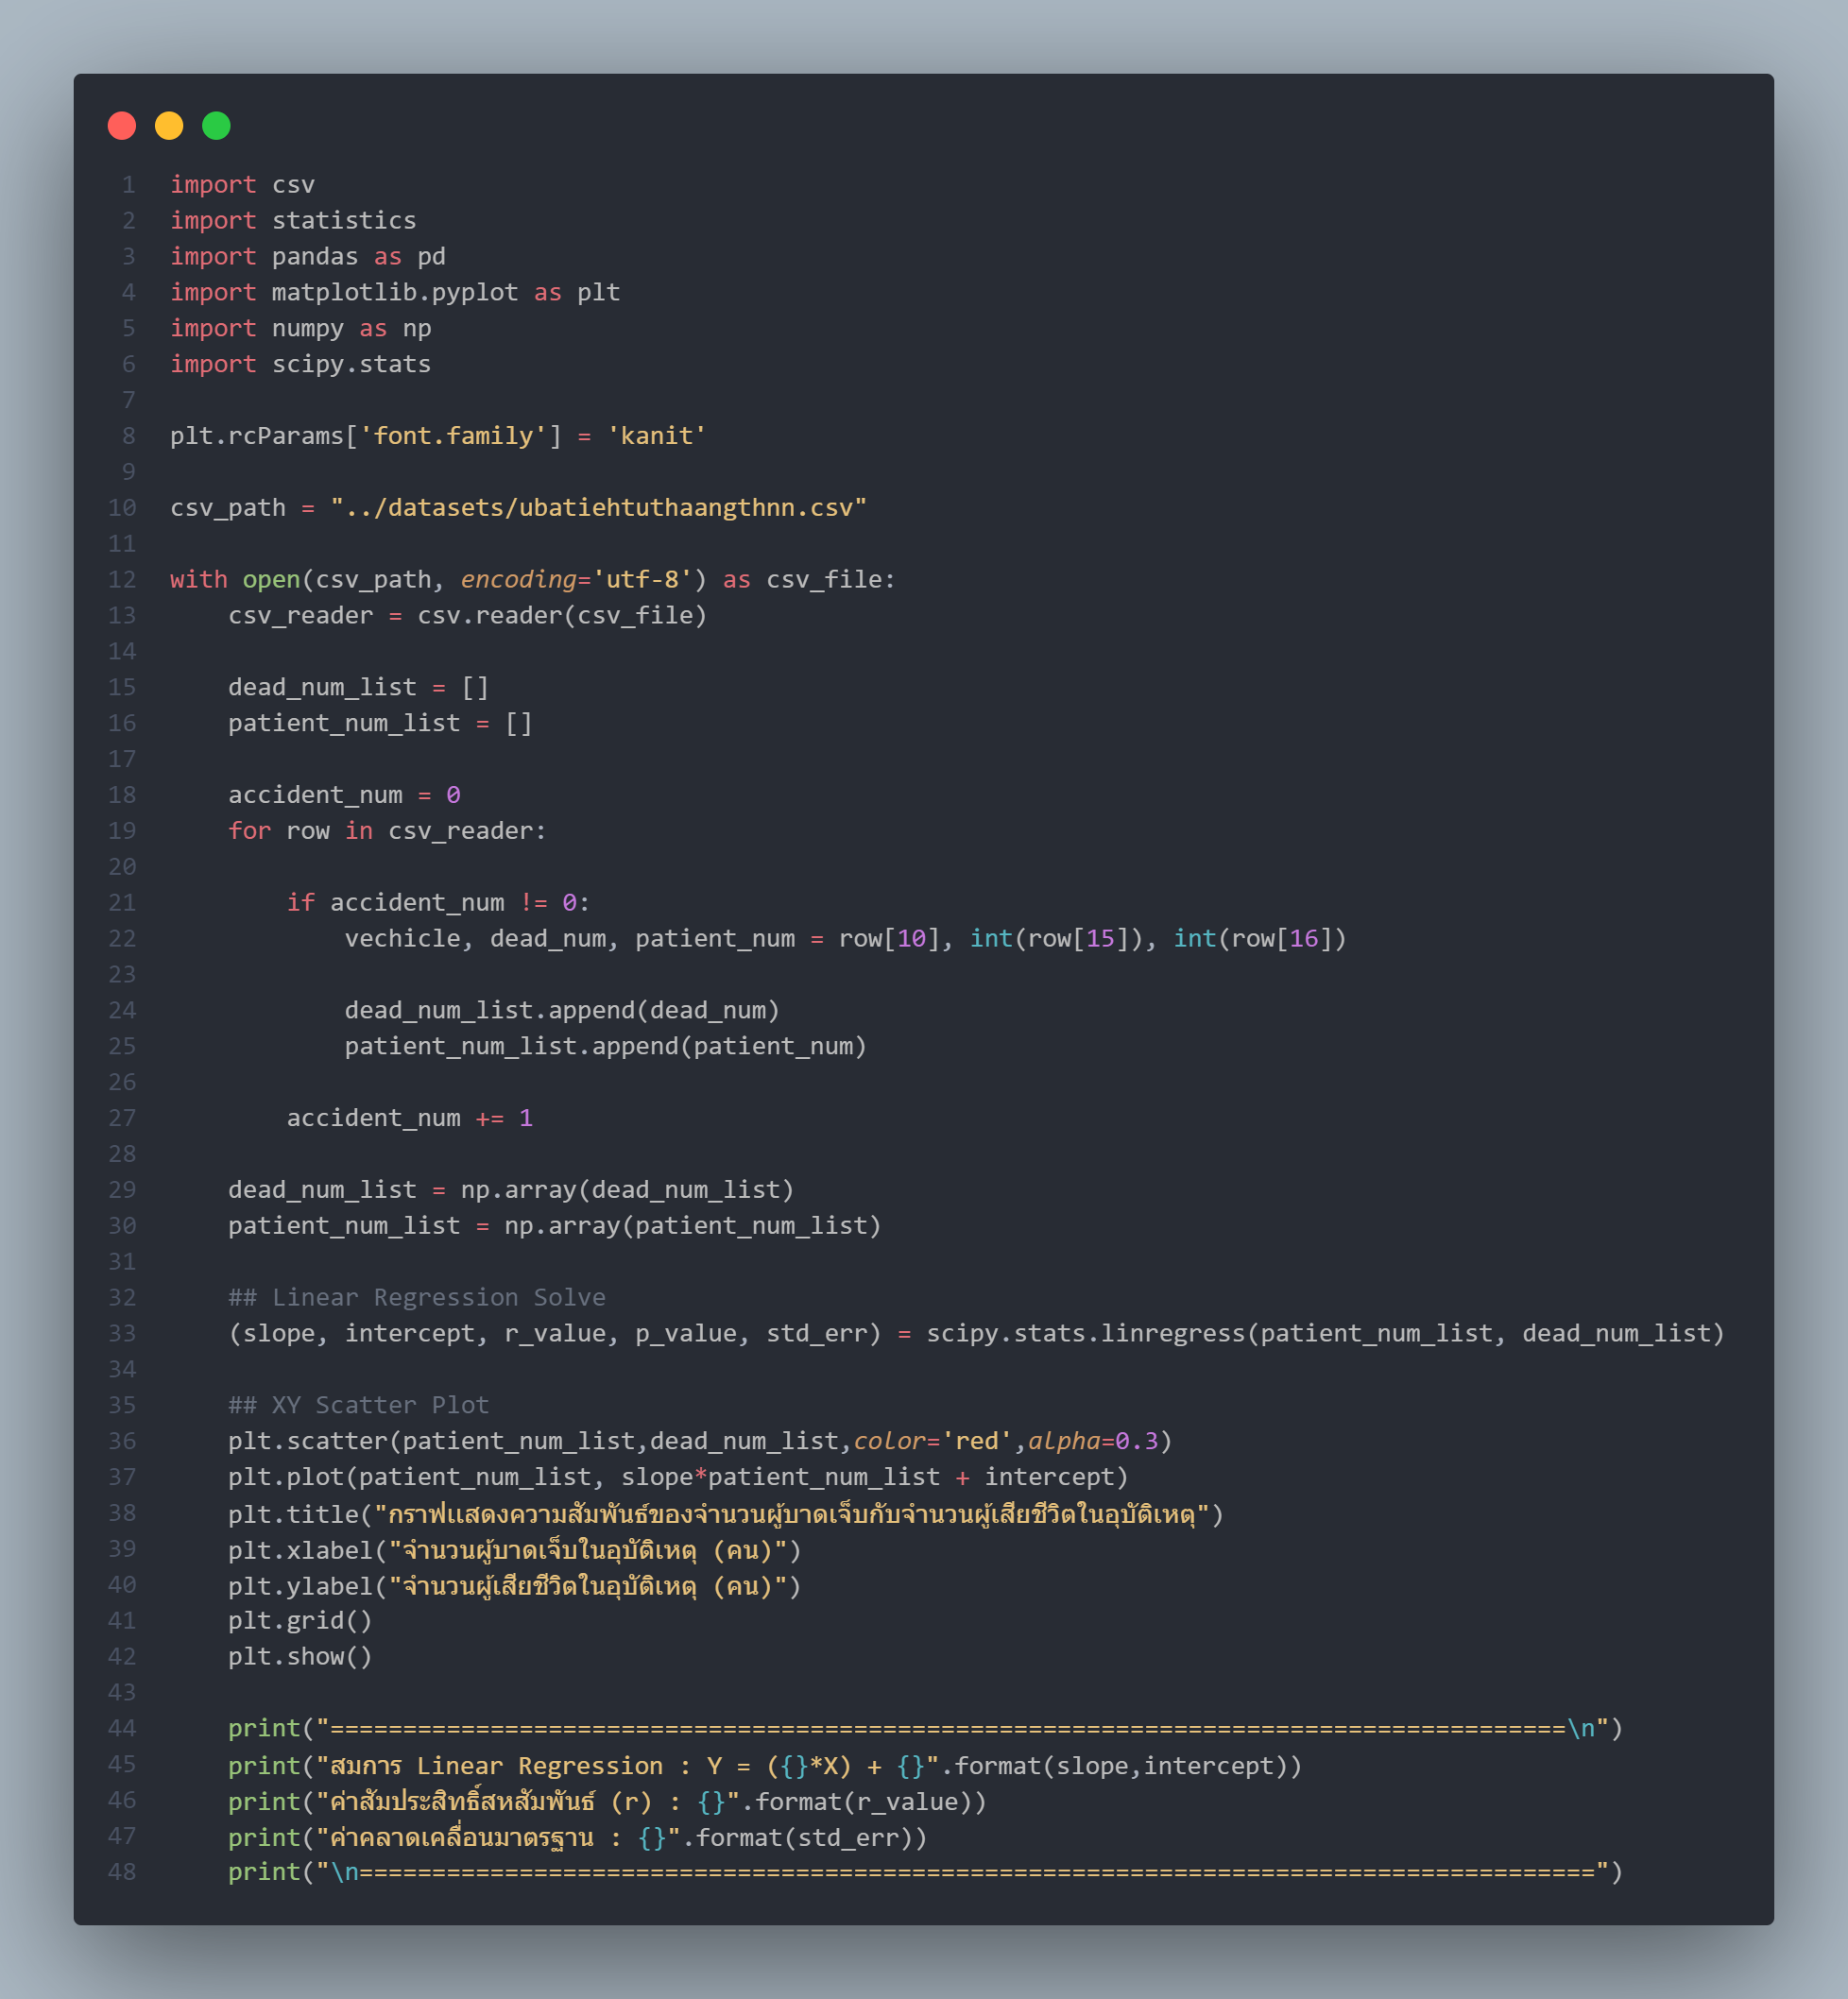 1 import csv
2 import statistics
3 import pandas as pd
4 import matplotlib.pyplot as plt
5 import numpy as np
6 import scipy.stats
7
8 plt.rcParams['font.family'] = 'kanit'
9
10 csv_path = "../datasets/ubatiehtuthaangthnn.csv"
11
12 with open(csv_path, encoding='utf-8') as csv_file:
13     csv_reader = csv.reader(csv_file)
14
15     dead_num_list = []
16     patient_num_list = []
17
18     accident_num = 0
19     for row in csv_reader:
20
21         if accident_num != 0:
22             vechicle, dead_num, patient_num = row[10], int(row[15]), int(row[16])
23
24             dead_num_list.append(dead_num)
25             patient_num_list.append(patient_num)
26
27         accident_num += 1
28
29     dead_num_list = np.array(dead_num_list)
30     patient_num_list = np.array(patient_num_list)
31
32     ## Linear Regression Solve
33     (slope, intercept, r_value, p_value, std_err) = scipy.stats.linregress(patient_num_list, dead_num_list)
34
35     ## XY Scatter Plot
36     plt.scatter(patient_num_list,dead_num_list,color='red',alpha=0.3)
37     plt.plot(patient_num_list, slope*patient_num_list + intercept)
38     plt.title("กราฟแสดงความสัมพันธ์ของจำนวนผู้บาดเจ็บกับจำนวนผู้เสียชีวิตในอุบัติเหตุ")
39     plt.xlabel("จำนวนผู้บาดเจ็บในอุบัติเหตุ (คน)")
40     plt.ylabel("จำนวนผู้เสียชีวิตในอุบัติเหตุ (คน)")
41     plt.grid()
42     plt.show()
43
44     print("=====================================================================================\n")
45     print("สมการ Linear Regression : Y = ({}*X) + {}".format(slope,intercept))
46     print("ค่าสัมประสิทธิ์สหสัมพันธ์ (r) : {}".format(r_value))
47     print("ค่าคลาดเคลื่อนมาตรฐาน : {}".format(std_err))
48     print("\n=====================================================================================")